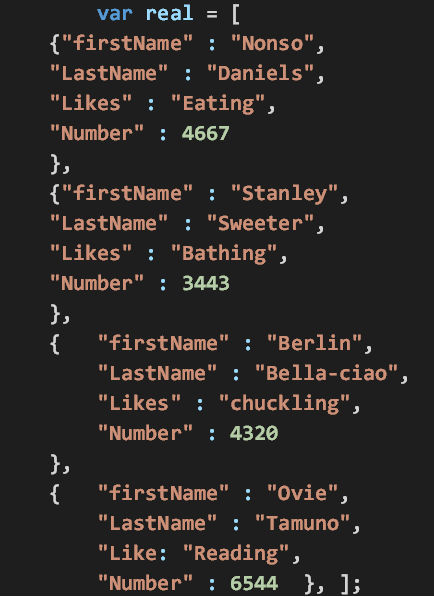 var real = [
{"firstName" : "Nonso",
"LastName" : "Daniels",
"Likes" : "Eating",
"Number" : 4667
},
{"firstName" : "Stanley",
"LastName" : "Sweeter",
"Likes" : "Bathing",
"Number" : 3443
},
{   "firstName" : "Berlin",
"LastName" : "Bella-ciao",
"Likes" : "chuckling",
"Number" : 4320
},
{   "firstName" : "Ovie",
"LastName" : "Tamuno",
"Like: "Reading",
"Number" : 6544  }, ];